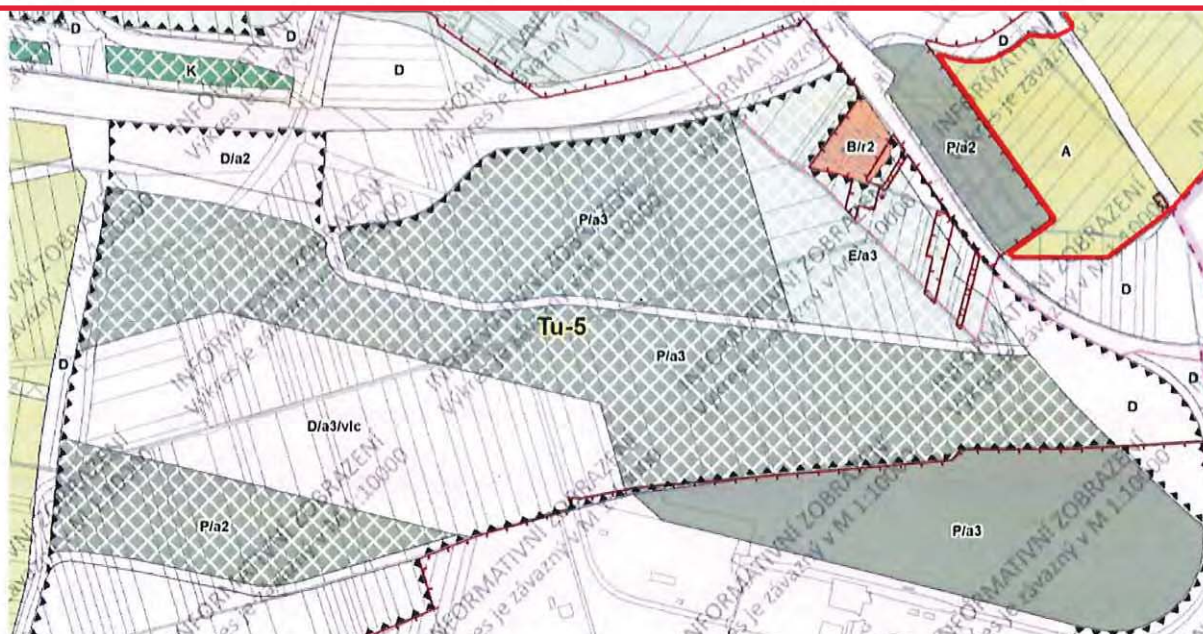 D
D
K
D
D
P/a2
A
B/r2
D/a2
P/a3
E/a3
D
Tu-5
P/a3
D
D
D
D/a3/vlc
P/a2
P/a3
INFORMATIVNÍ ZOBRAZENÍ
Výkres je závazný v M 1:10000